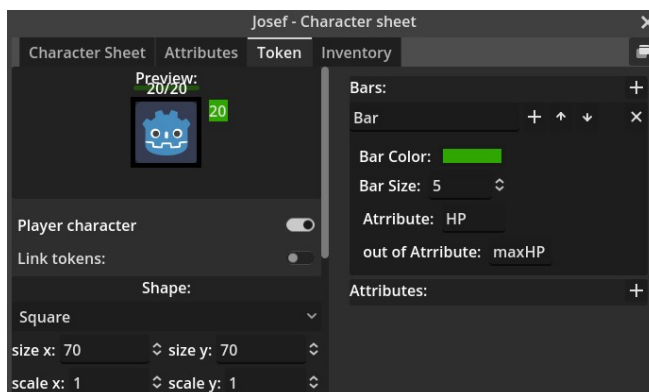 Josef - Character sheet
Character Sheet Attributes Token Inventory
Preview:
20/20
20
Player character
Link tokens:
Shape:
Square
size x: 70 size y: 70
scale x: 1 scale y: 1
Bars:
Bar
Bar Color:
Bar Size: 5
Atrribute: HP
out of Atrribute: maxHP
Attributes: